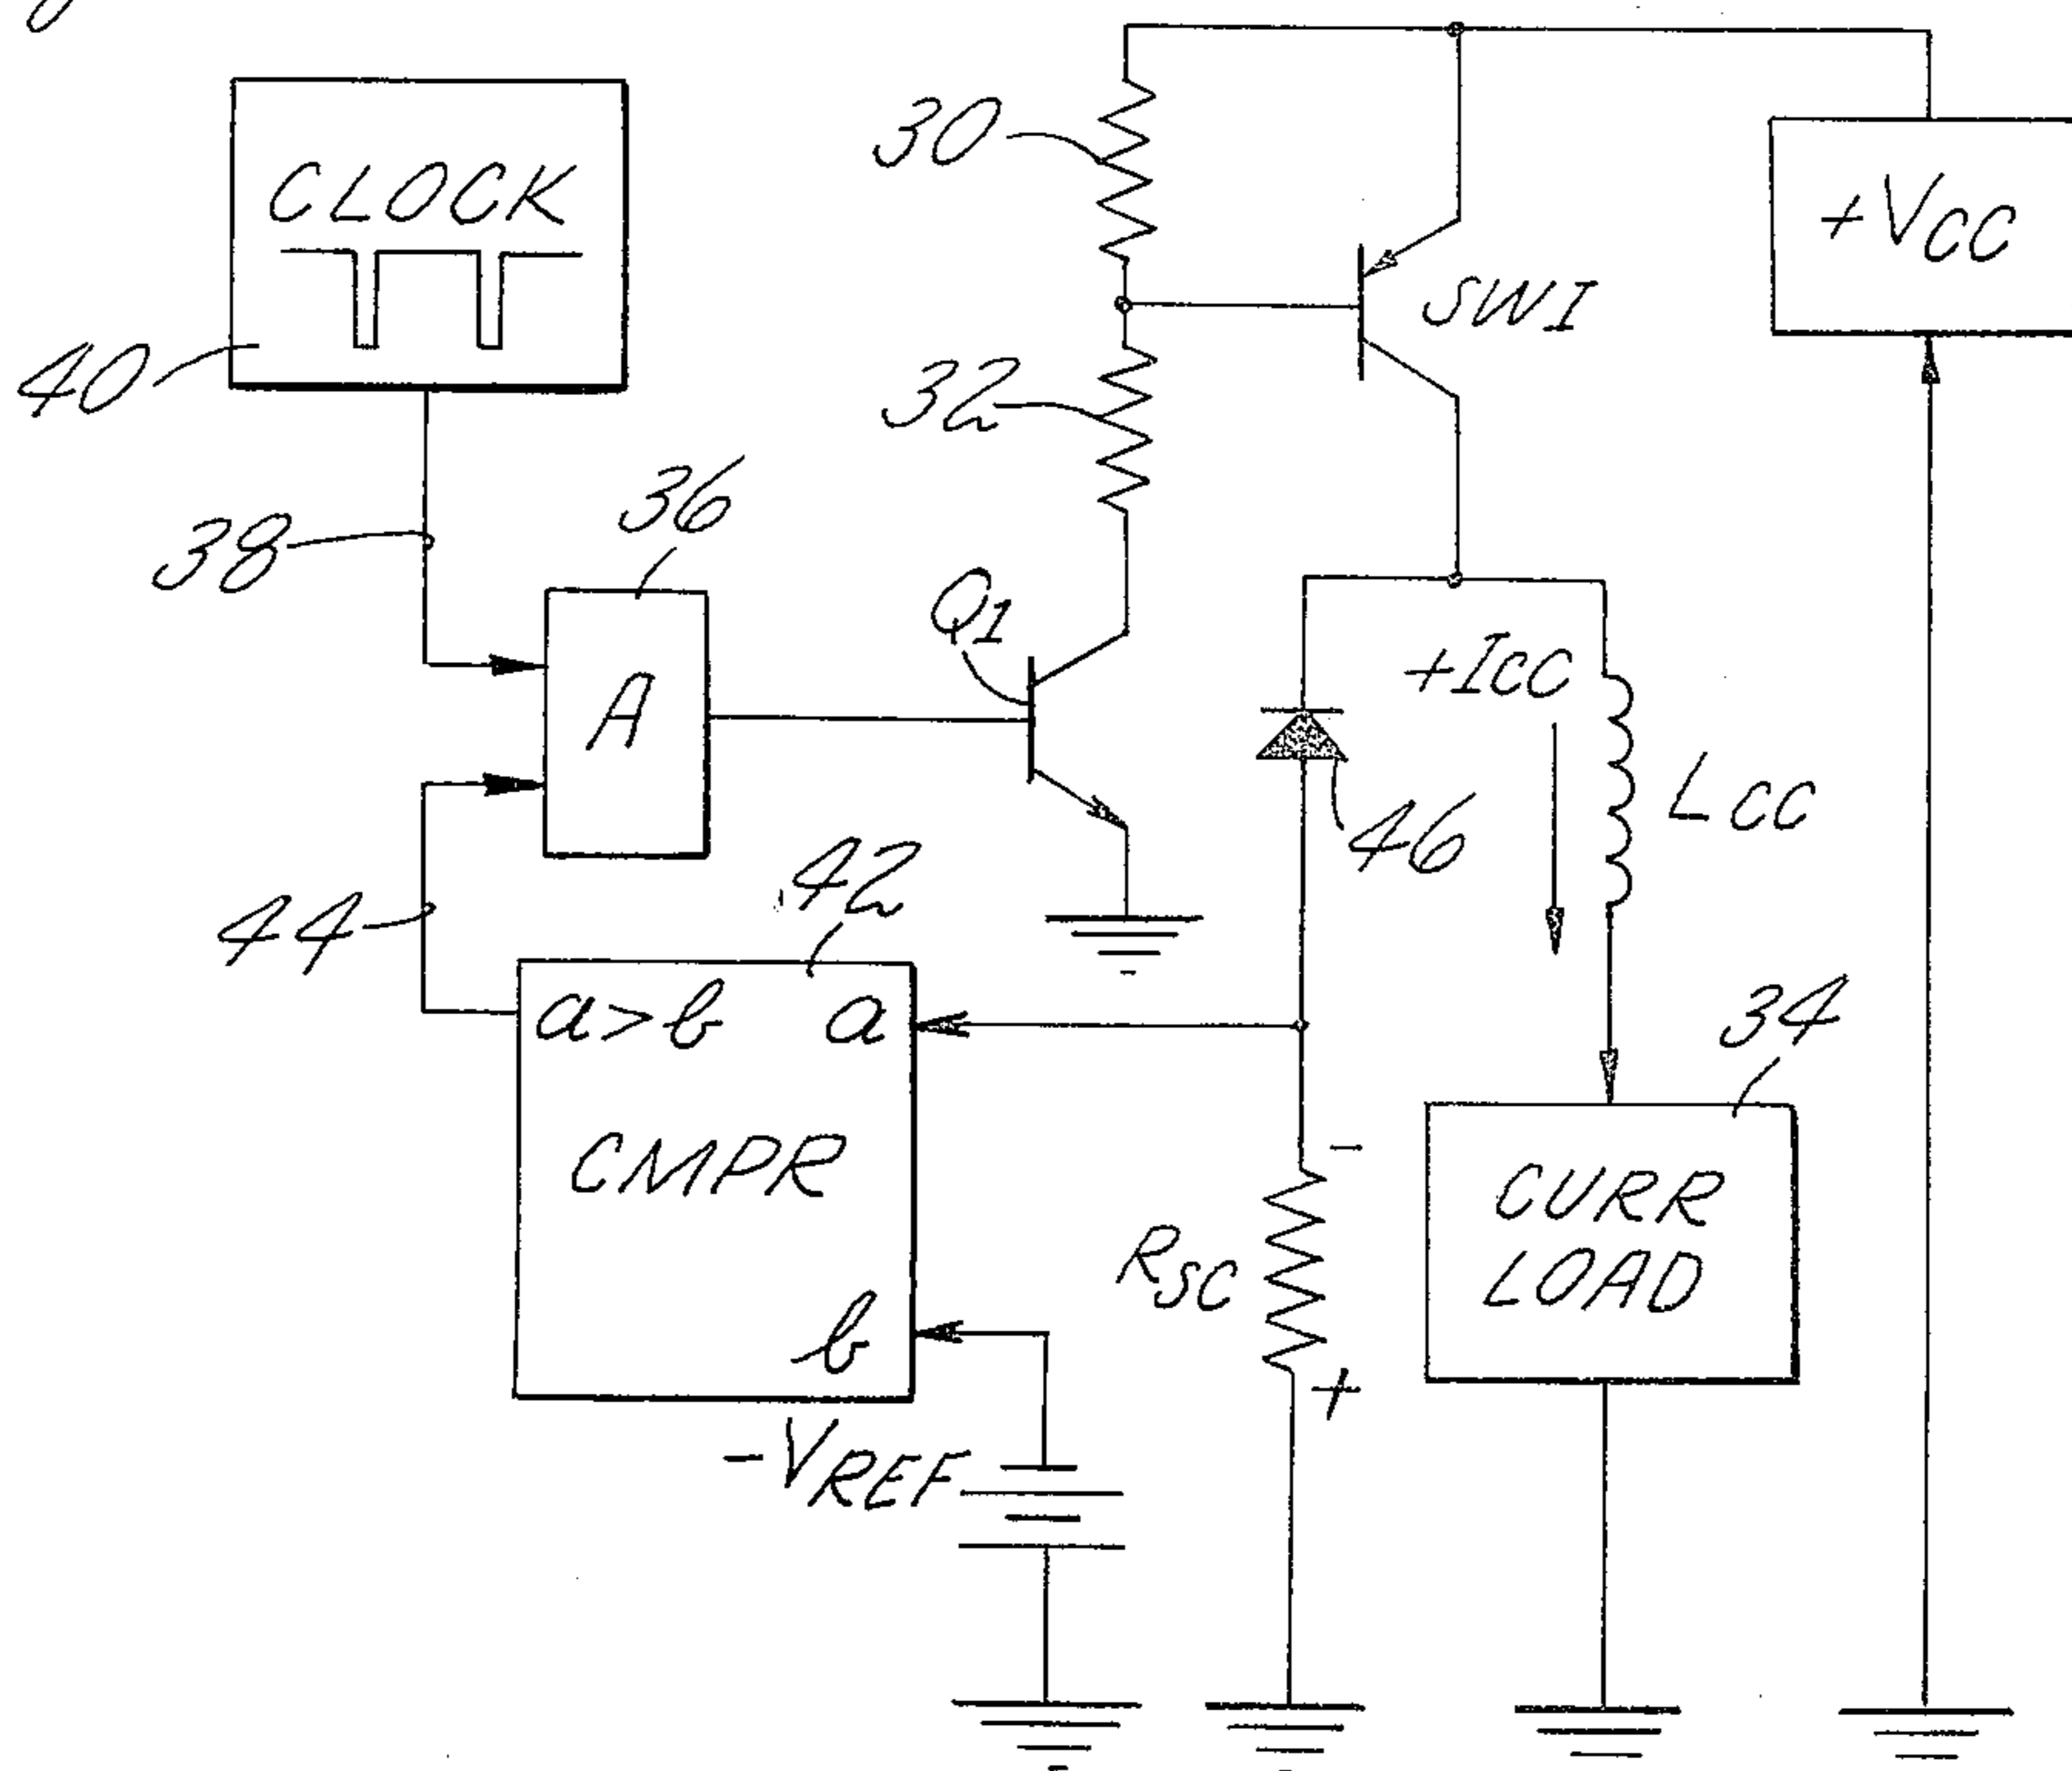 CLOCK
30
+VCC
SW1
40
32
36
38
Q1
+ICC
A
LCC
46
42
44
a>b a
34
CMPR
−
CURR
LOAD
RSC
b
+
−VREF